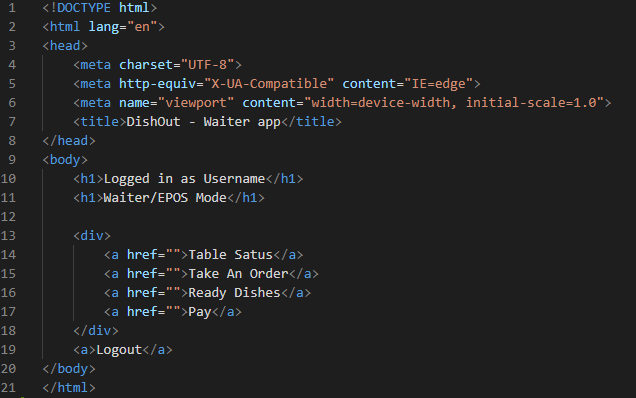 1 <!DOCTYPE html>
2 <html lang="en">
3 <head>
4     <meta charset="UTF-8">
5     <meta http-equiv="X-UA-Compatible" content="IE=edge">
6     <meta name="viewport" content="width=device-width, initial-scale=1.0">
7     <title>DishOut - Waiter app</title>
8 </head>
9 <body>
10     <h1>Logged in as Username</h1>
11     <h1>Waiter/EPOS Mode</h1>
12
13     <div>
14         <a href="">Table Satus</a>
15         <a href="">Take An Order</a>
16         <a href="">Ready Dishes</a>
17         <a href="">Pay</a>
18     </div>
19     <a>Logout</a>
20 </body>
21 </html>